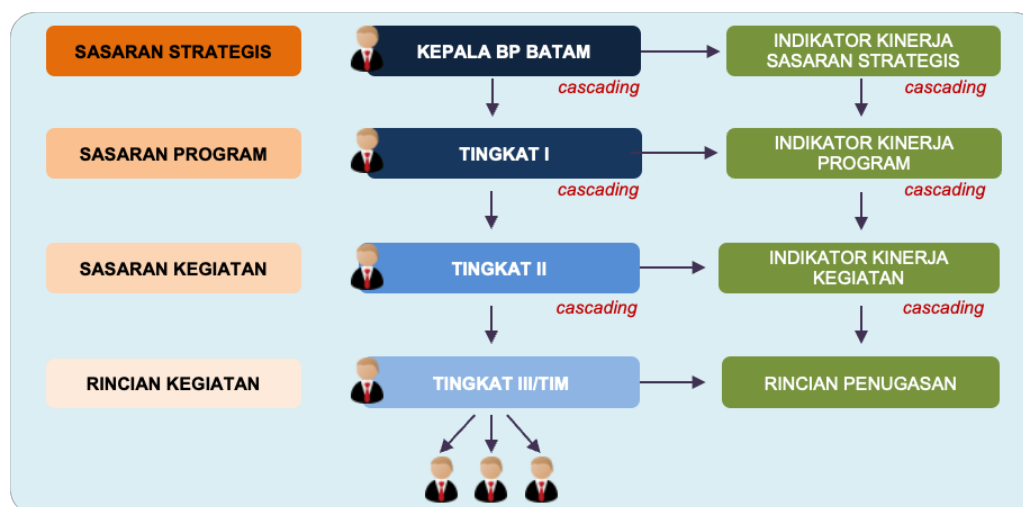 SASARAN STRATEGIS
KEPALA BP BATAM
INDIKATOR KINERJA
SASARAN STRATEGIS
cascading
cascading
SASARAN PROGRAM
TINGKAT I
INDIKATOR KINERJA
PROGRAM
cascading
cascading
SASARAN KEGIATAN
TINGKAT II
INDIKATOR KINERJA
KEGIATAN
cascading
cascading
RINCIAN KEGIATAN
TINGKAT III/TIM
RINCIAN PENUGASAN